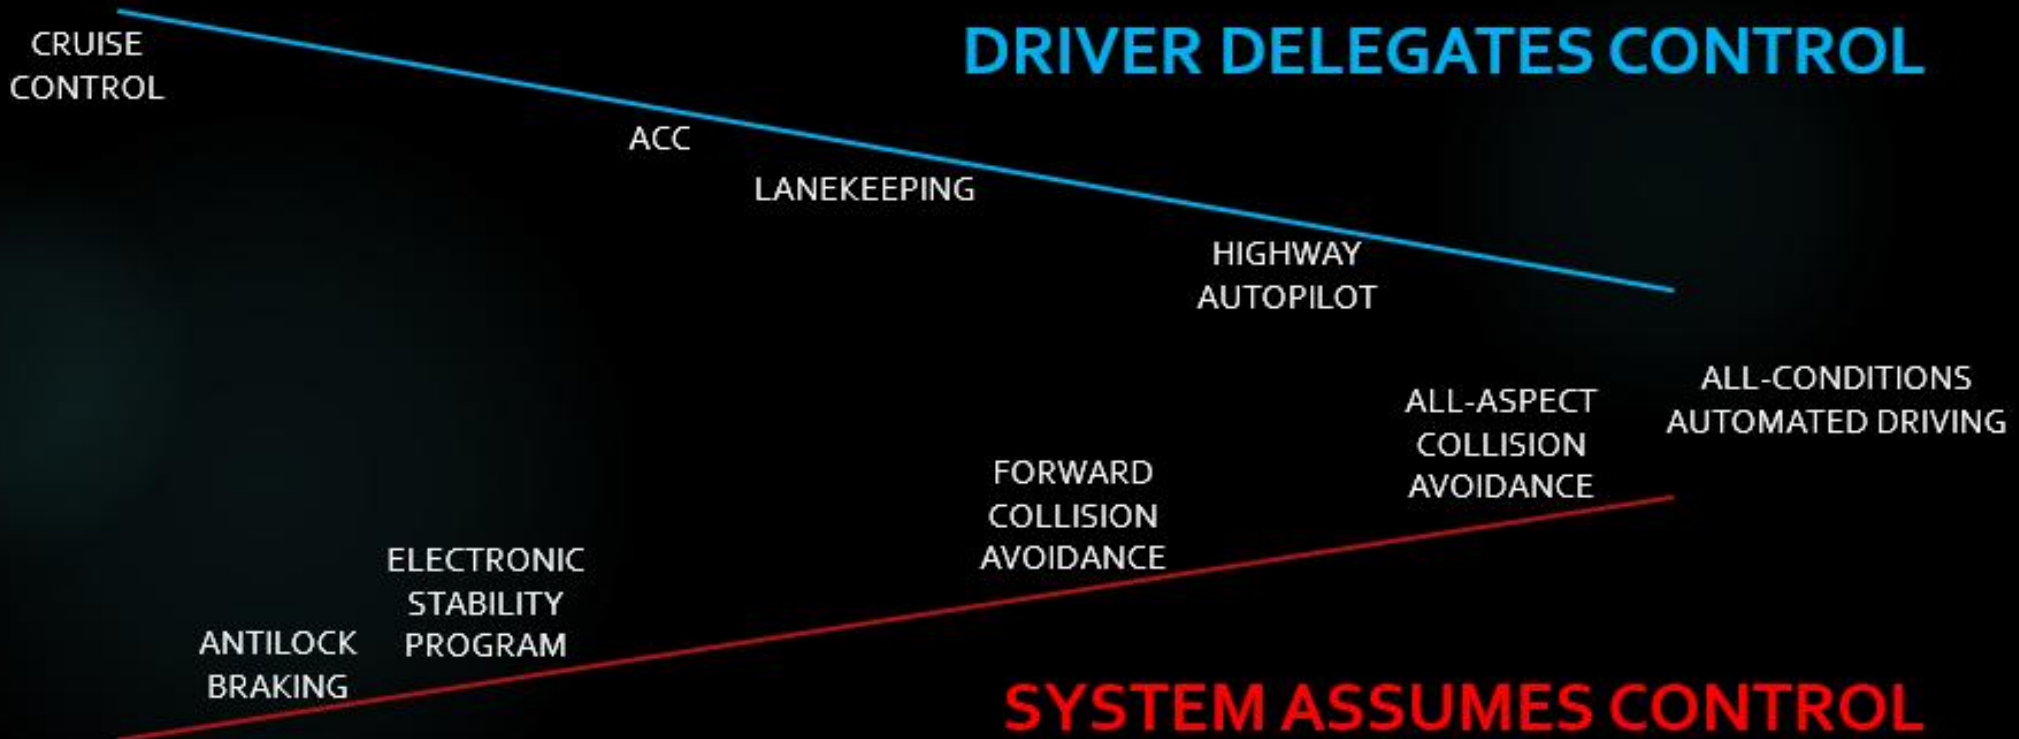 DRIVER DELEGATES CONTROL
CRUISE
CONTROL
ACC
LANEKEEPING
HIGHWAY
AUTOPILOT
ALL-CONDITIONS
AUTOMATED DRIVING
ALL-ASPECT
COLLISION
AVOIDANCE
FORWARD
COLLISION
AVOIDANCE
ELECTRONIC
STABILITY
PROGRAM
ANTILOCK
BRAKING
SYSTEM ASSUMES CONTROL